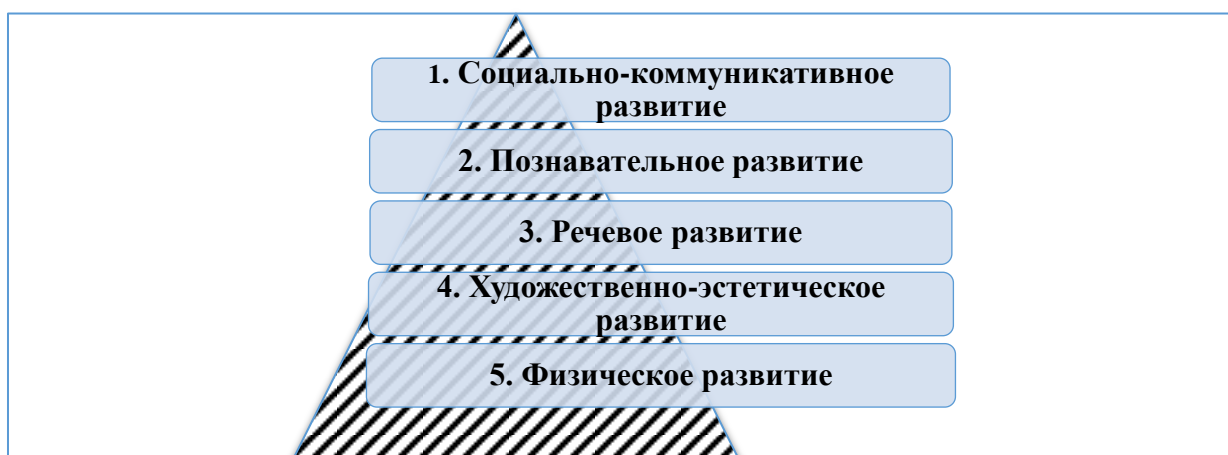 1. Социально-коммуникативное
развитие
2. Познавательное развитие
3. Речевое развитие
4. Художественно-эстетическое
развитие
5. Физическое развитие